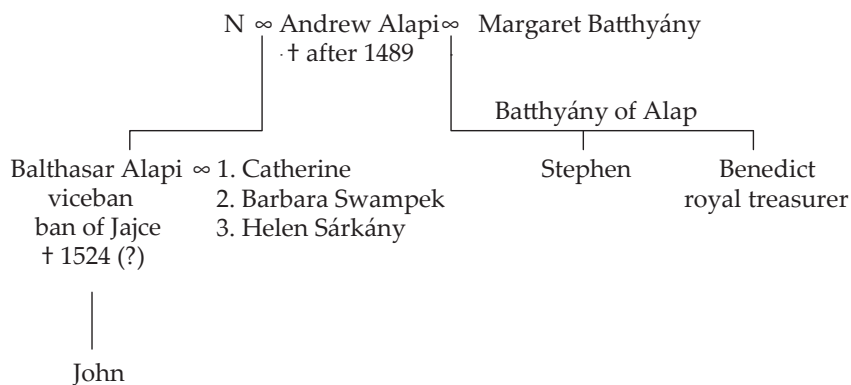 N ∞ Andrew Alapi ∞ Margaret Batthyány
† after 1489
Batthyány of Alap
Balthasar Alapi ∞ 1. Catherine
viceban
ban of Jajce
† 1524 (?)
2. Barbara Swampek
3. Helen Sárkány
Stephen
Benedict
royal treasurer
John